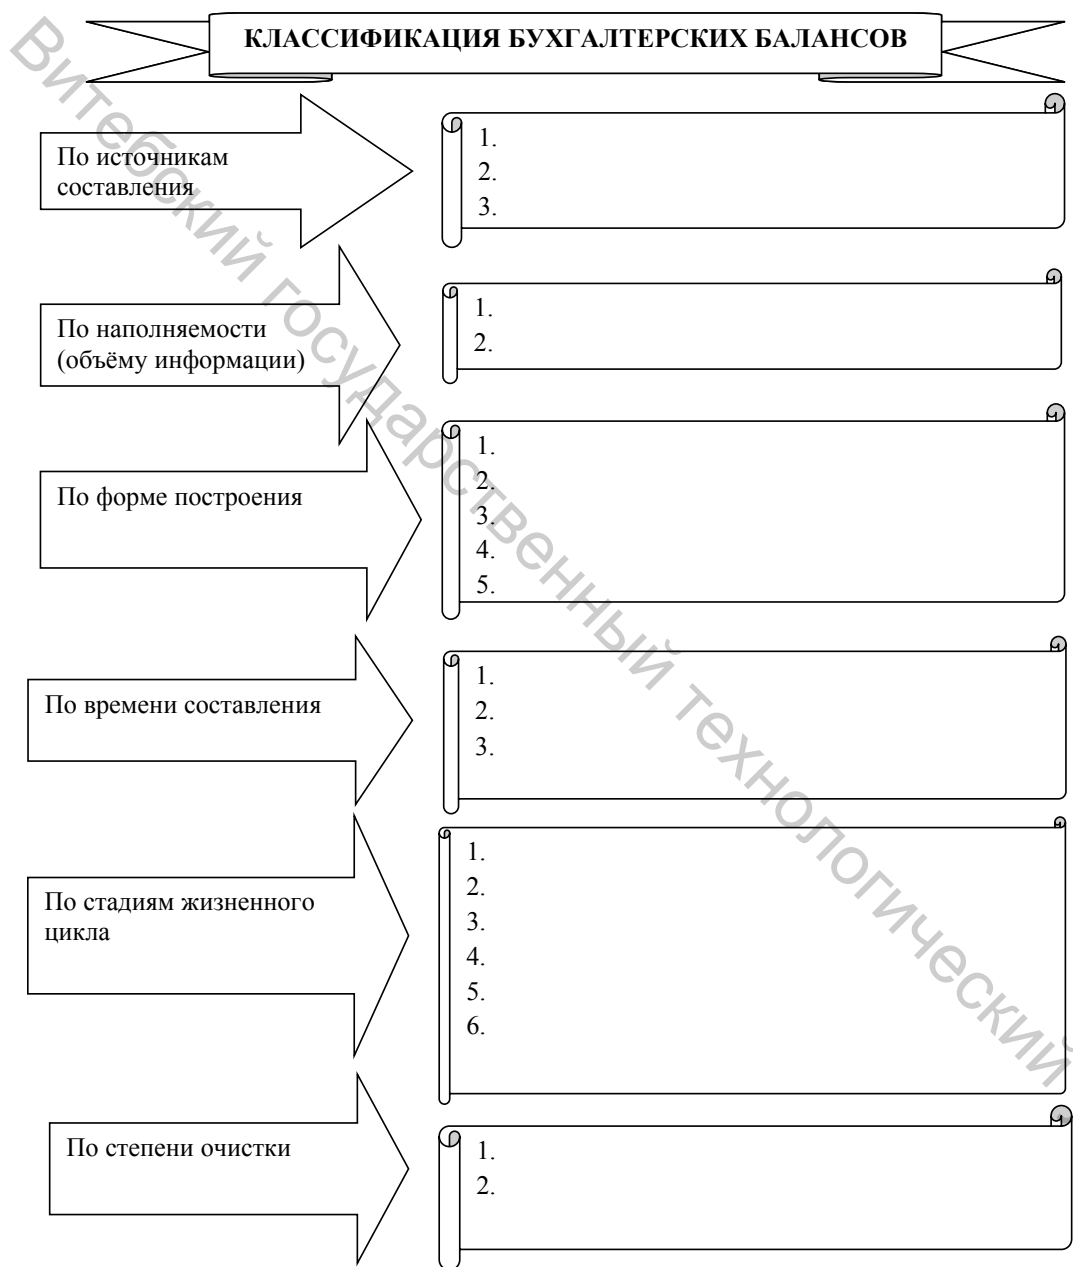 КЛАССИФИКАЦИЯ БУХГАЛТЕРСКИХ БАЛАНСОВ
По источникам
составления
1.
2.
3.
По наполняемости
(объёму информации)
1.
2.
По форме построения
1.
2.
3.
4.
5.
По времени составления
1.
2.
3.
По стадиям жизненного
цикла
1.
2.
3.
4.
5.
6.
По степени очистки
1.
2.
Витебский государственный технологический